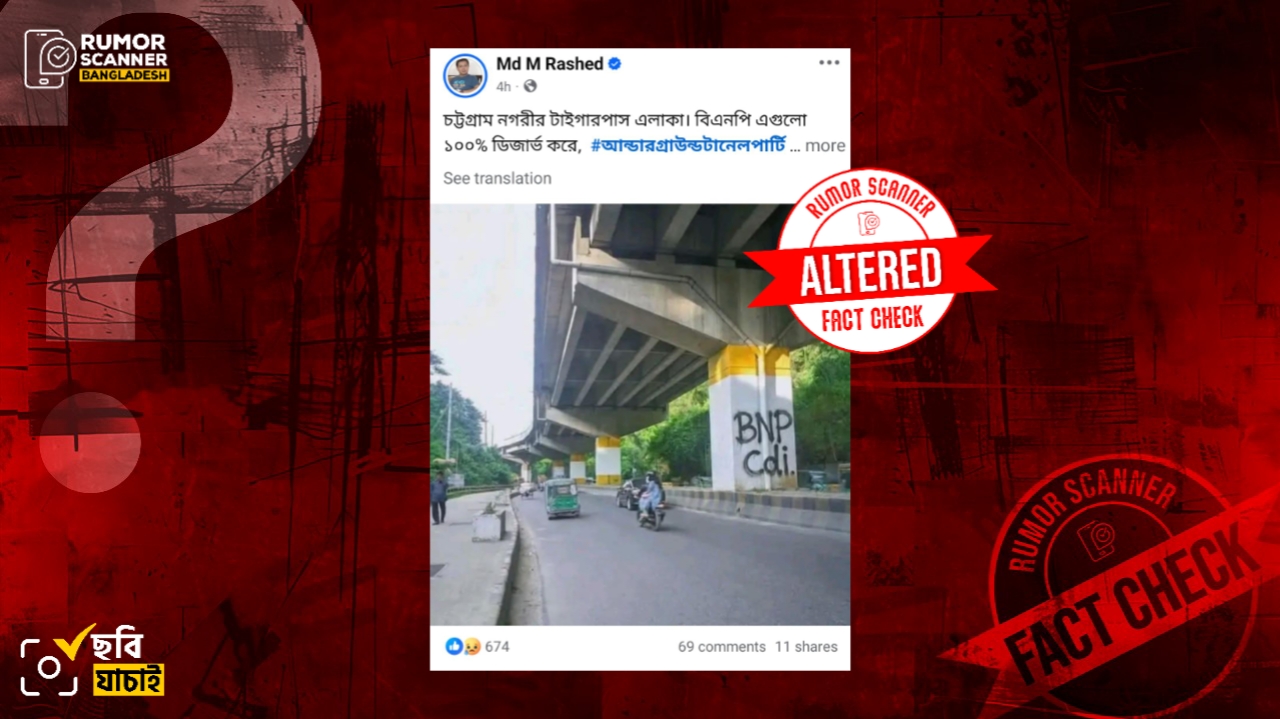 RUMOR
SCANNER
BANGLADESH
Md M Rashed
4h
চট্টগ্রাম নগরীর টাইগারপাস এলাকা। বিএনপি এগুলো
১০০% ডিজার্ভ করে, #আন্ডারগ্রাউন্ডটানেলপার্টি ... more
See translation
RUMOR SCANNER
ALTERED
FACT CHECK
BNP
Cdi.
674
69 comments 11 shares
RUMOR SCANNER
FACT CHECK
ছবি
যাচাই